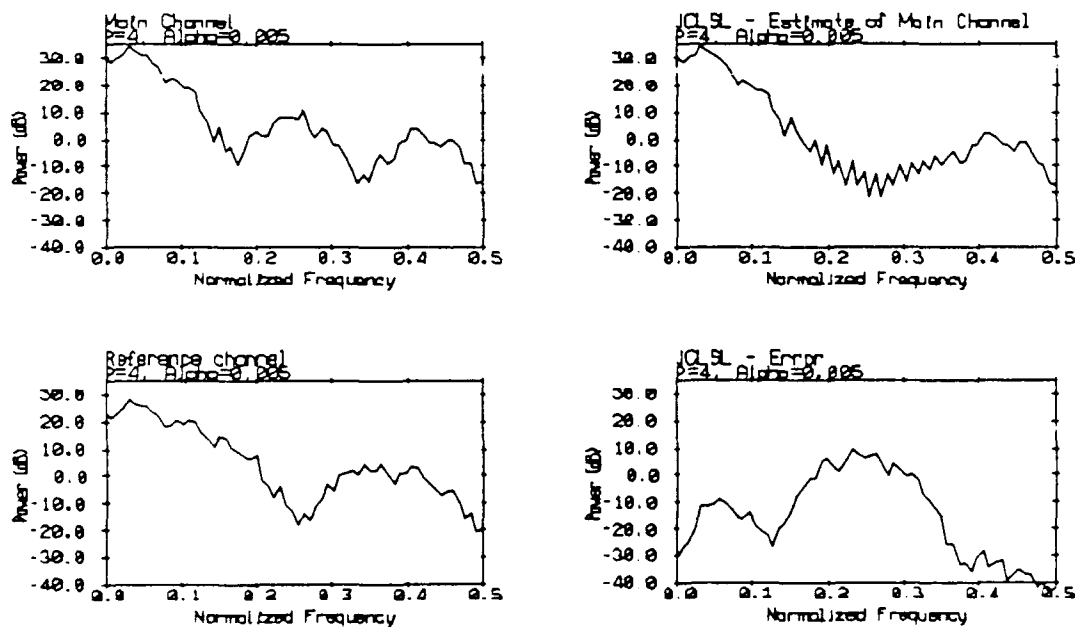 Main Channel
P=4, Alpha=0.005
30.0
20.0
10.0
0.0
-10.0
-20.0
-30.0
-40.0
Power (dB)
0.0 0.1 0.2 0.3 0.4 0.5
Normalized Frequency
JCLSL - Estimate of Main Channel
P=4, Alpha=0.005
30.0
20.0
10.0
0.0
-10.0
-20.0
-30.0
-40.0
Power (dB)
0.0 0.1 0.2 0.3 0.4 0.5
Normalized Frequency
Reference channel
P=4, Alpha=0.005
30.0
20.0
10.0
0.0
-10.0
-20.0
-30.0
-40.0
Power (dB)
0.0 0.1 0.2 0.3 0.4 0.5
Normalized Frequency
JCLSL - Error
P=4, Alpha=0.005
30.0
20.0
10.0
0.0
-10.0
-20.0
-30.0
-40.0
Power (dB)
0.0 0.1 0.2 0.3 0.4 0.5
Normalized Frequency